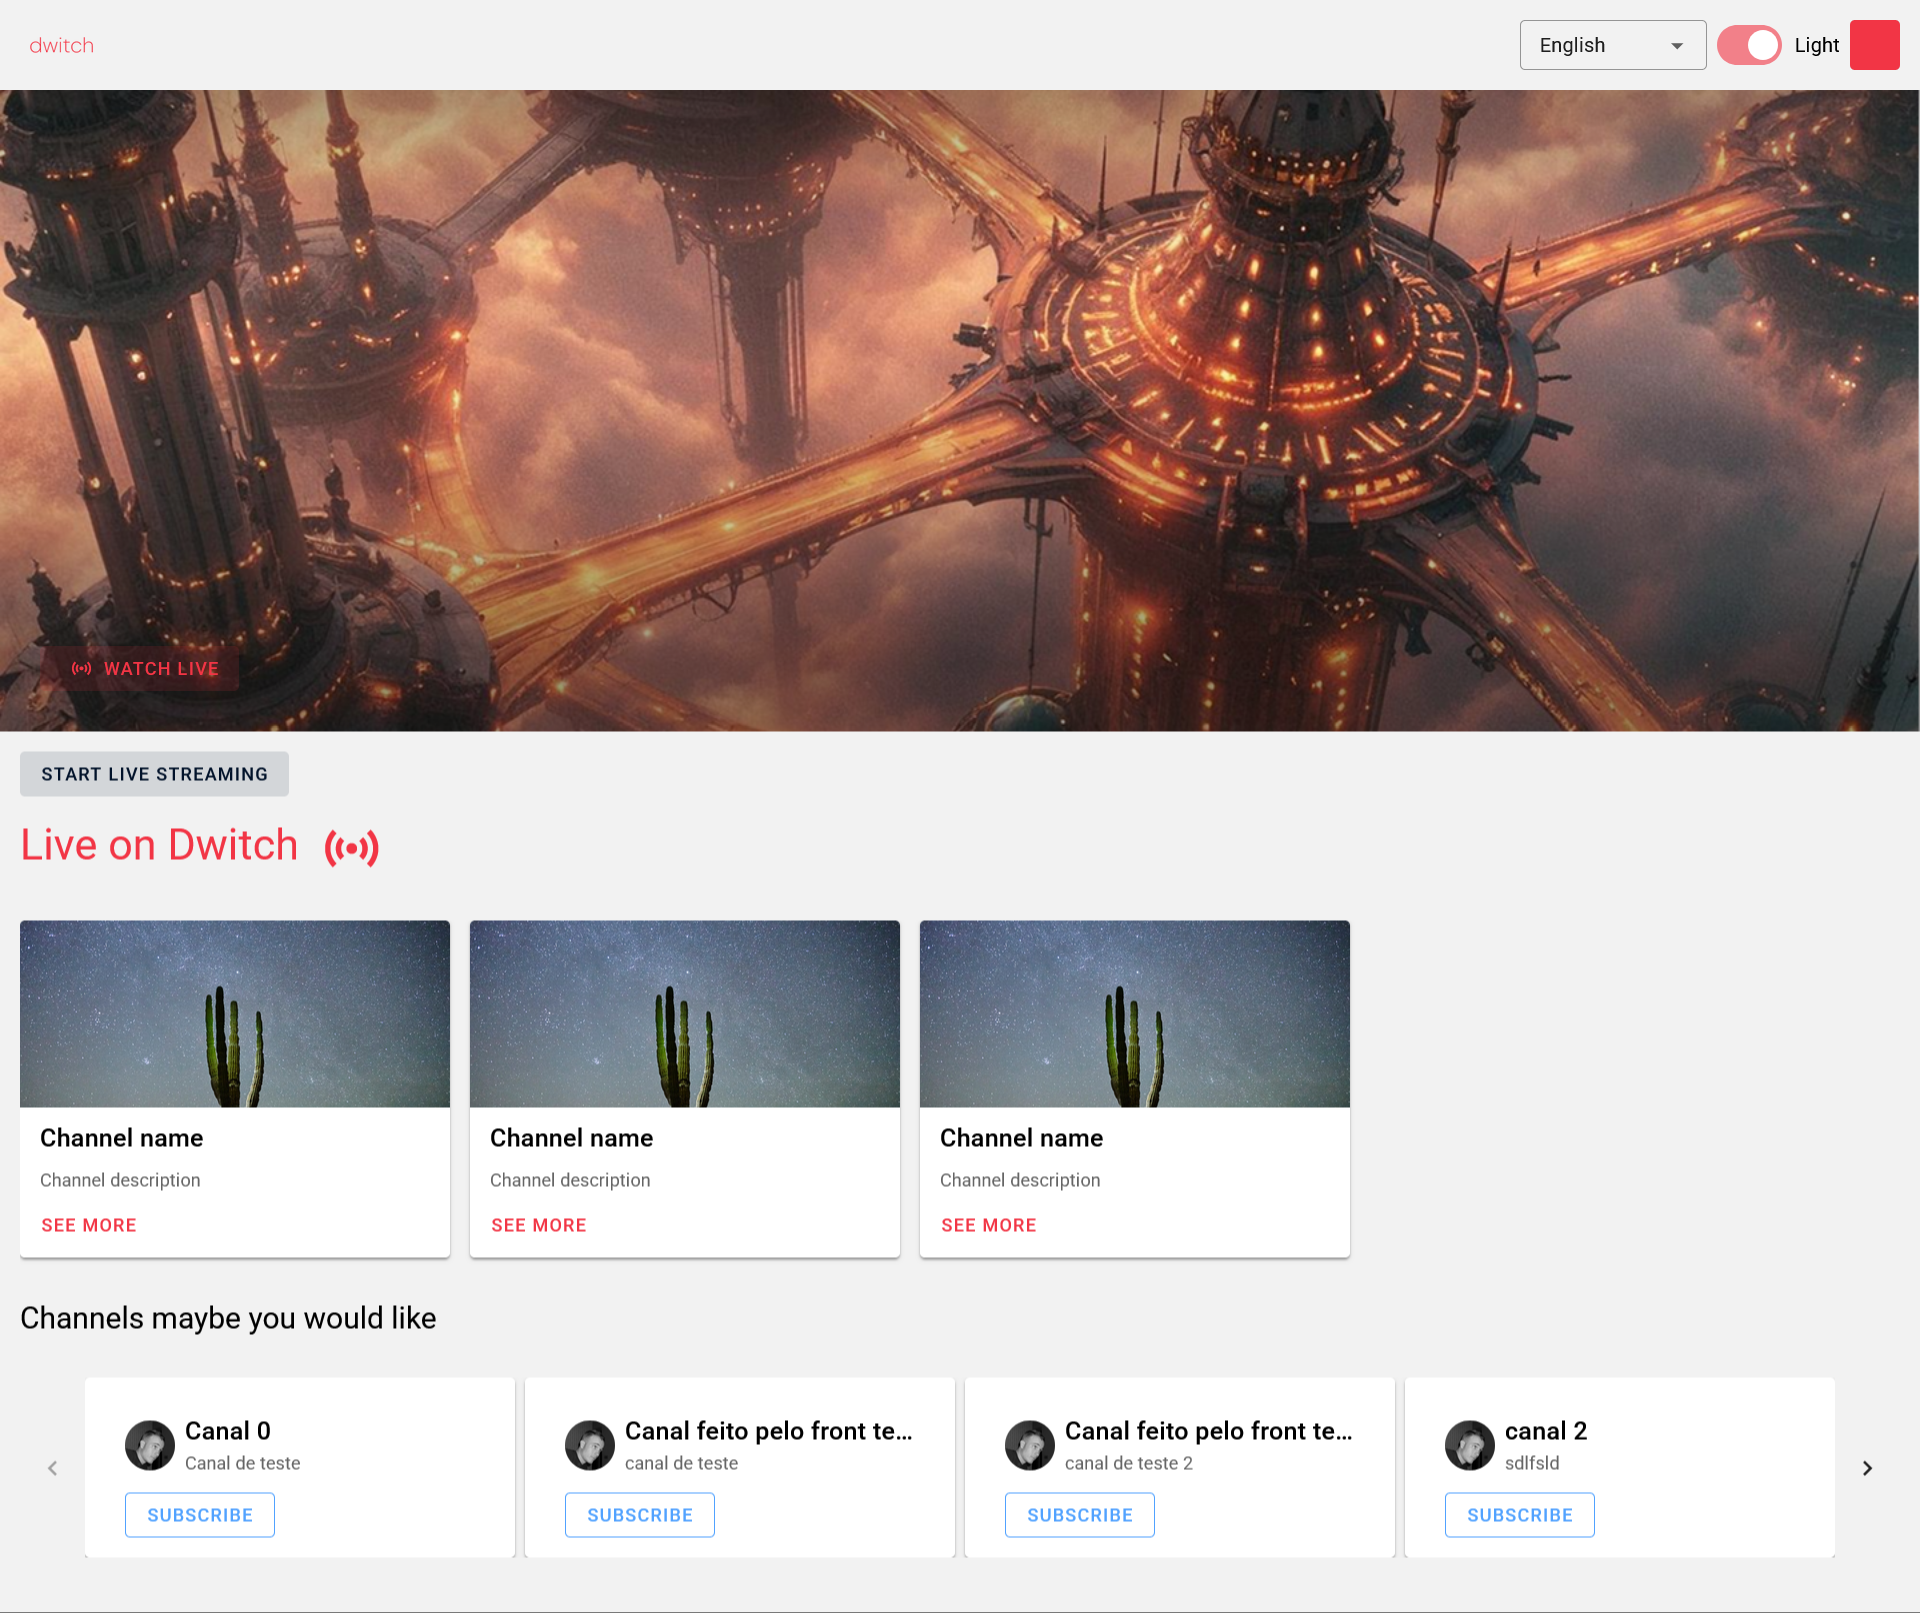 dwitch
English
Light
WATCH LIVE
START LIVE STREAMING
Live on Dwitch
Channel name
Channel description
SEE MORE
Channel name
Channel description
SEE MORE
Channel name
Channel description
SEE MORE
Channels maybe you would like
Canal 0
Canal de teste
SUBSCRIBE
Canal feito pelo front te...
canal de teste
SUBSCRIBE
Canal feito pelo front te...
canal de teste 2
SUBSCRIBE
canal 2
sdlfsld
SUBSCRIBE